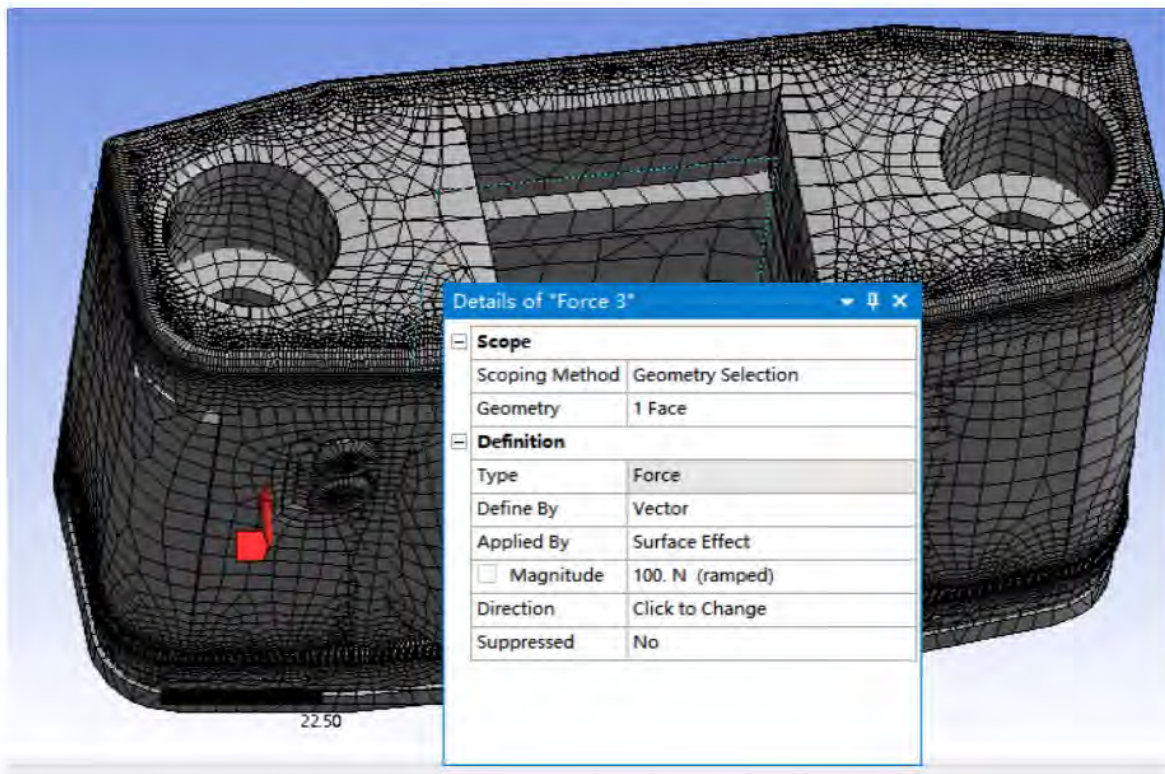 Details of "Force 3"
Scope
Scoping Method Geometry Selection
Geometry 1 Face
Definition
Type Force
Define By Vector
Applied By Surface Effect
Magnitude 100. N (ramped)
Direction Click to Change
Suppressed No
22.50